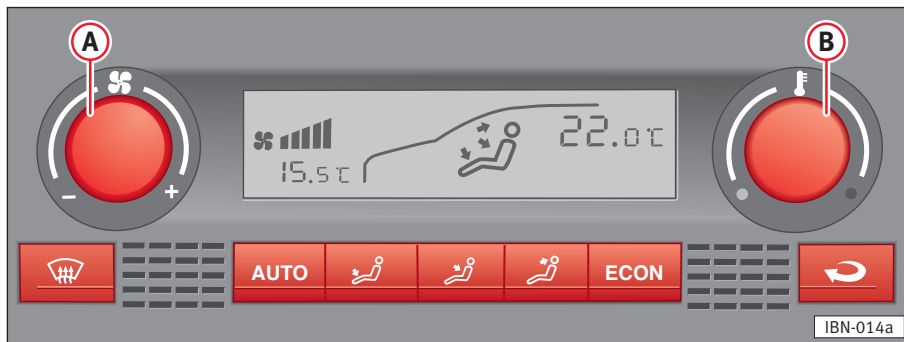 A B
22.0℃
15.5℃
− +
AUTO ECON
IBN-014a